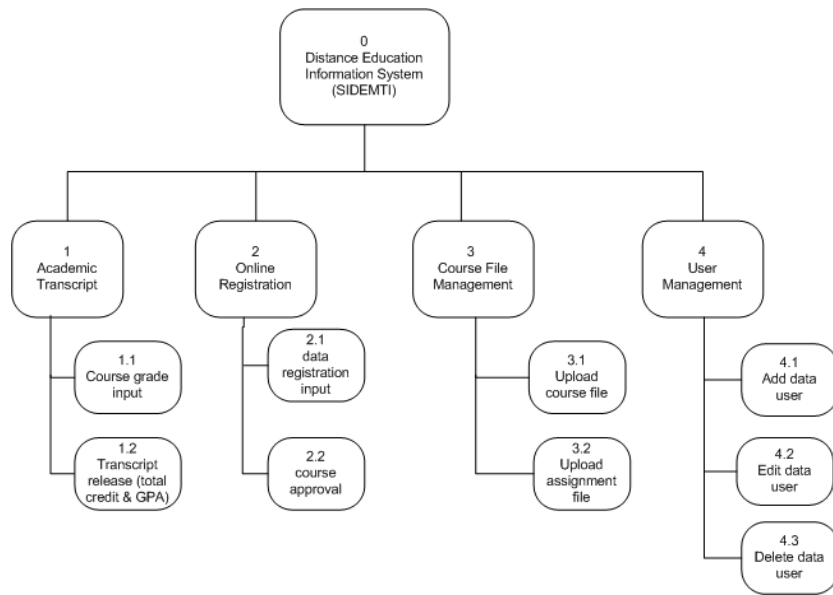 0
Distance Education
Information System
(SIDEMTI)
1
Academic
Transcript
2
Online
Registration
3
Course File
Management
4
User
Management
1.1
Course grade
input
2.1
data
registration
input
3.1
Upload
course file
4.1
Add data
user
1.2
Transcript
release (total
credit & GPA)
2.2
course
approval
3.2
Upload
assignment
file
4.2
Edit data
user
4.3
Delete data
user